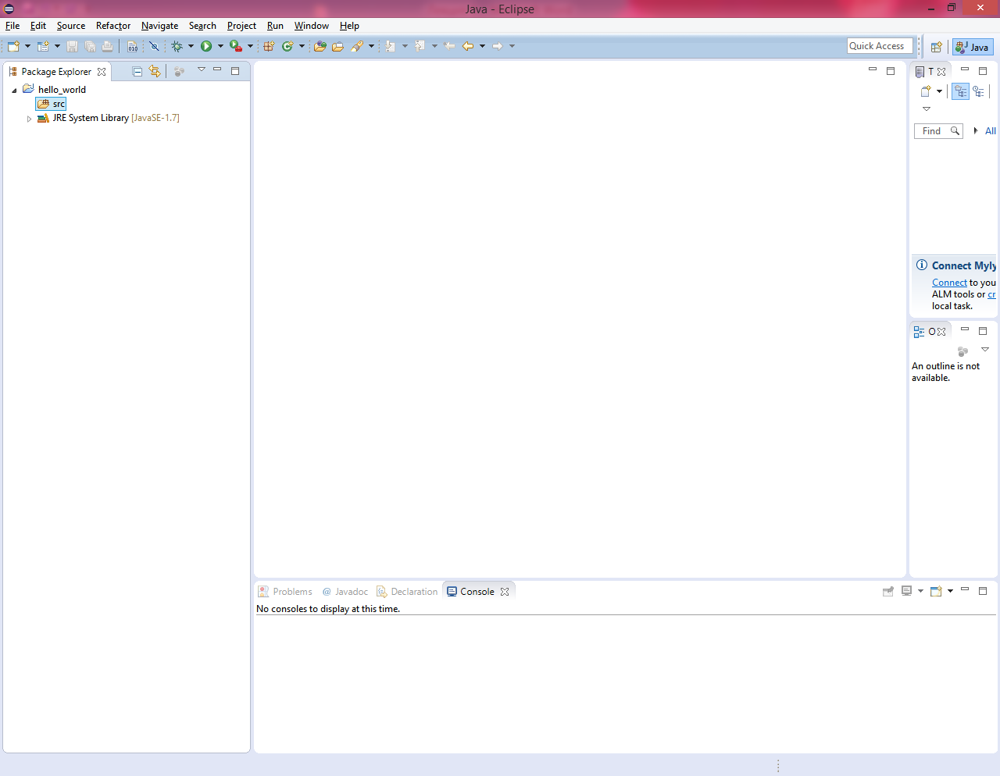 Java - Eclipse
File Edit Source Refactor Navigate Search Project Run Window Help
010
Quick Access
Java
Package Explorer
hello_world
src
JRE System Library [JavaSE-1.7]
T
Find
All
Connect Myly
Connect to you
ALM tools or cr
local task.
O
An outline is not
available.
Problems @ Javadoc Declaration Console
No consoles to display at this time.